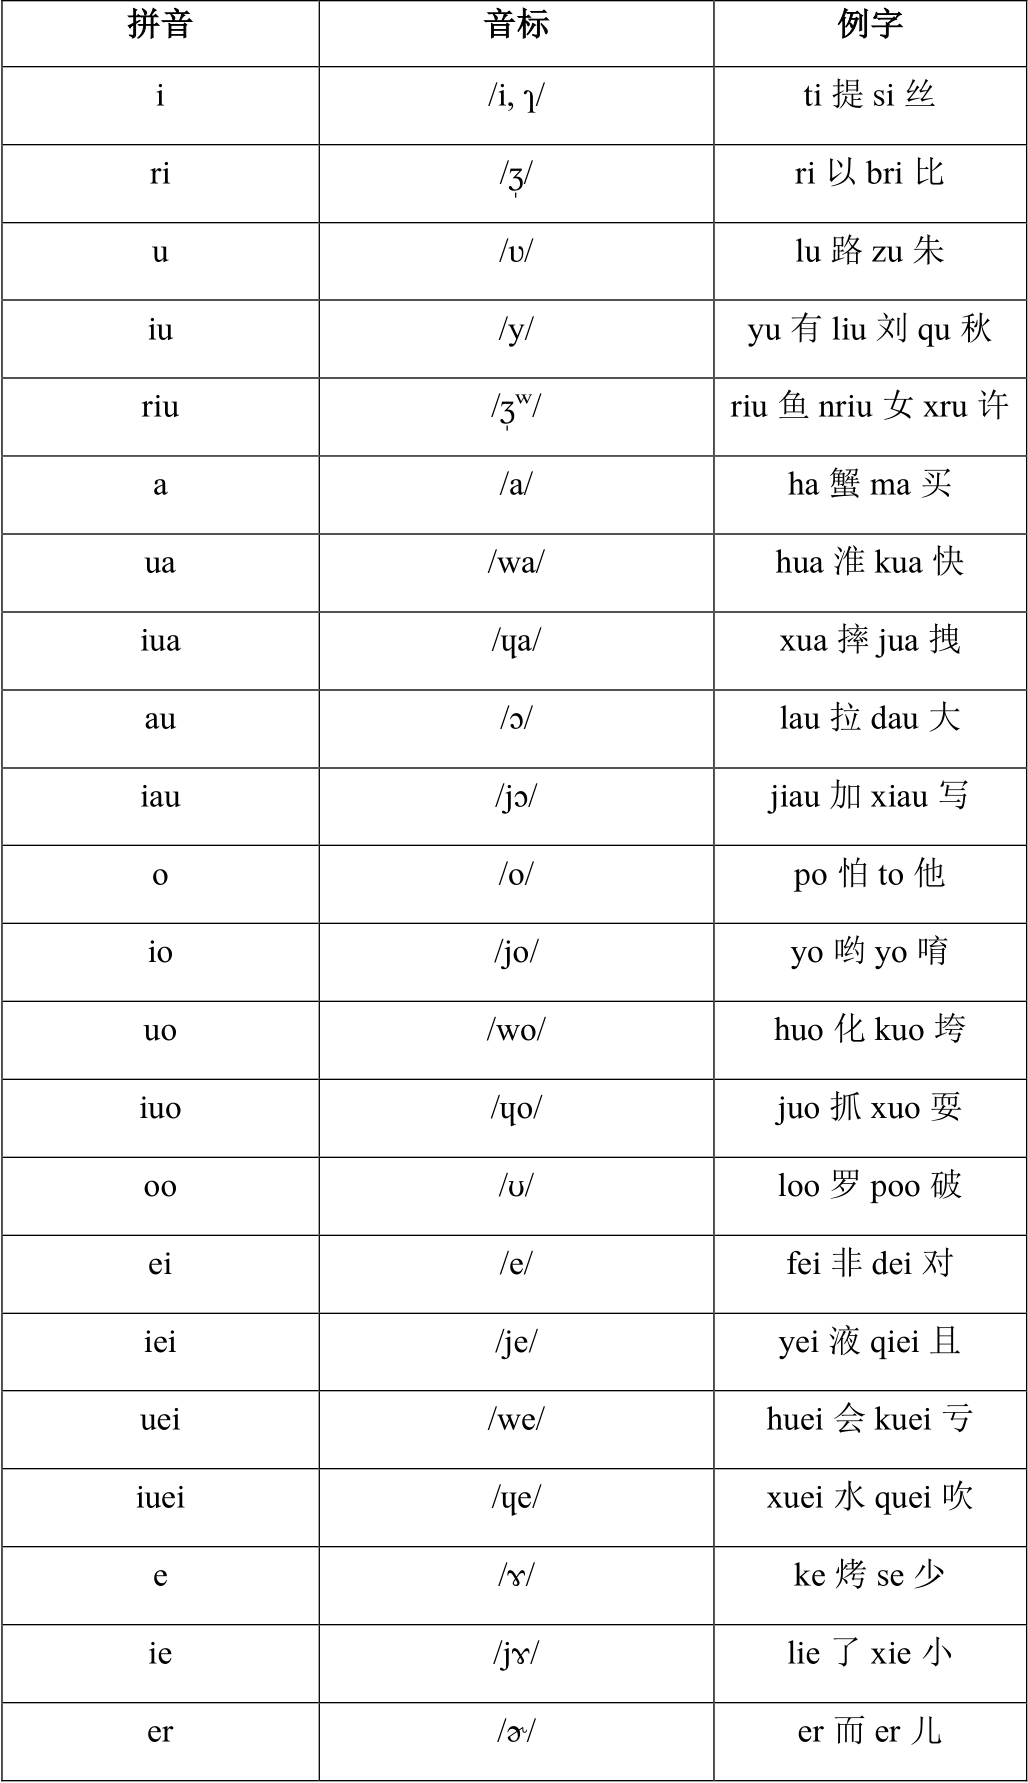 拼音 音标 例字
i /i, ʅ/ ti 提 si 丝
ri /ʒ̩/ ri 以 bri 比
u /ʋ/ lu 路 zu 朱
iu /y/ yu 有 liu 刘 qu 秋
riu /ʒ̩ʷ/ riu 鱼 nriu 女 xru 许
a /a/ ha 蟹 ma 买
ua /wa/ hua 淮 kua 快
iua /ɥa/ xua 摔 jua 拽
au /ɔ/ lau 拉 dau 大
iau /jɔ/ jiau 加 xiau 写
o /o/ po 怕 to 他
io /jo/ yo 哟 yo 唷
uo /wo/ huo 化 kuo 垮
iuo /ɥo/ juo 抓 xuo 耍
oo /ʊ/ loo 罗 poo 破
ei /e/ fei 非 dei 对
iei /je/ yei 液 qiei 且
uei /we/ huei 会 kuei 亏
iuei /ɥe/ xuei 水 quei 吹
e /ɤ/ ke 烤 se 少
ie /jɤ/ lie 了 xie 小
er /ɚ/ er 而 er 儿